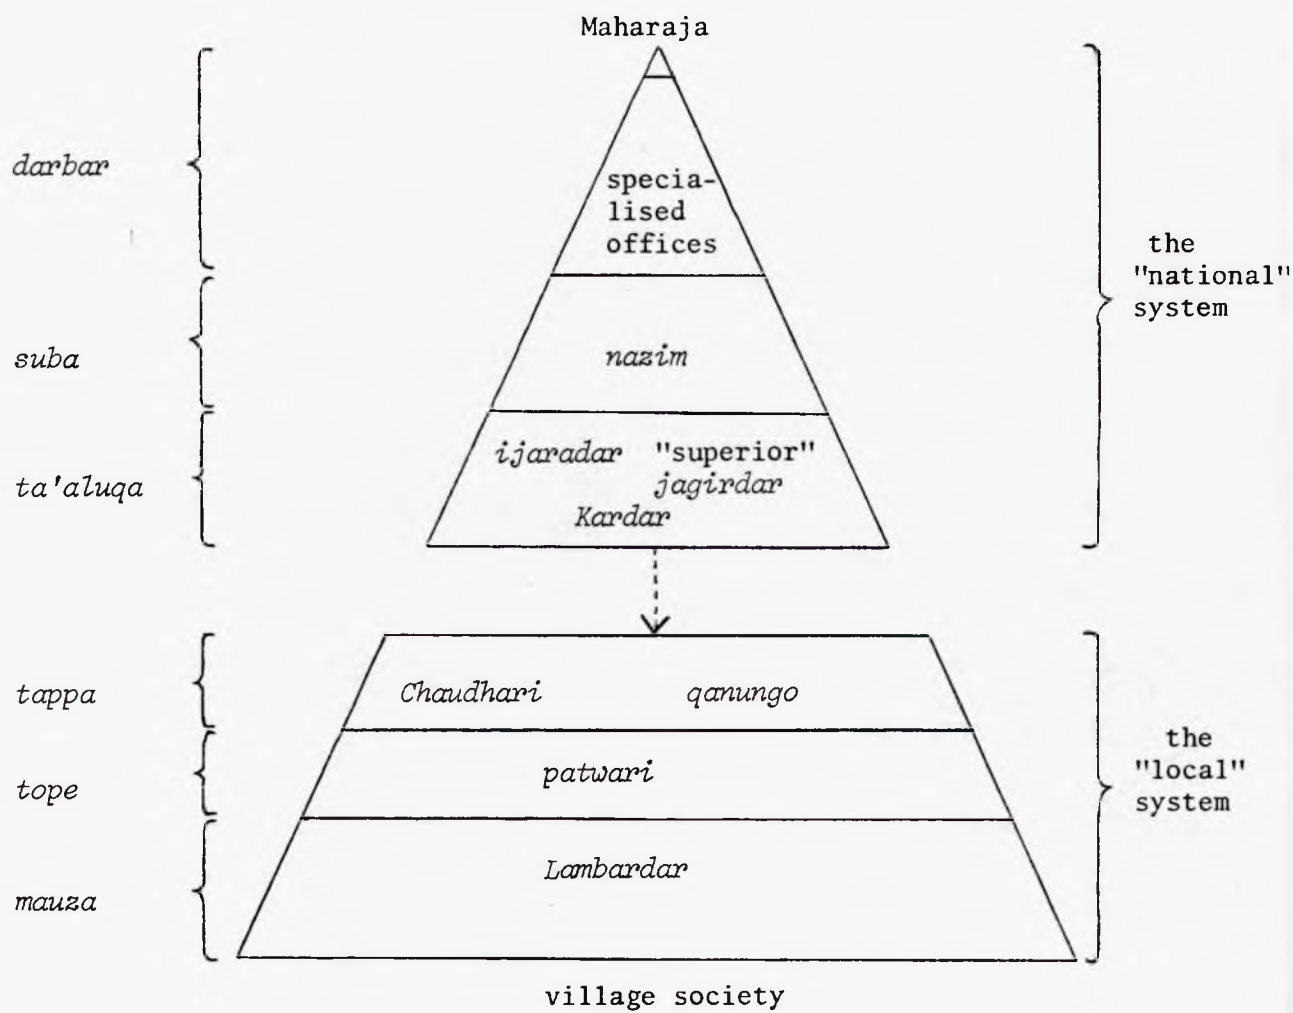 Maharaja
darbar
specia-
lised
offices
the
"national"
system
suba
nazim
ta'aluqa
ijaradar "superior"
jagirdar
Kardar
tappa
Chaudhari qanungo
the
"local"
system
tope
patwari
mauza
Lambardar
village society